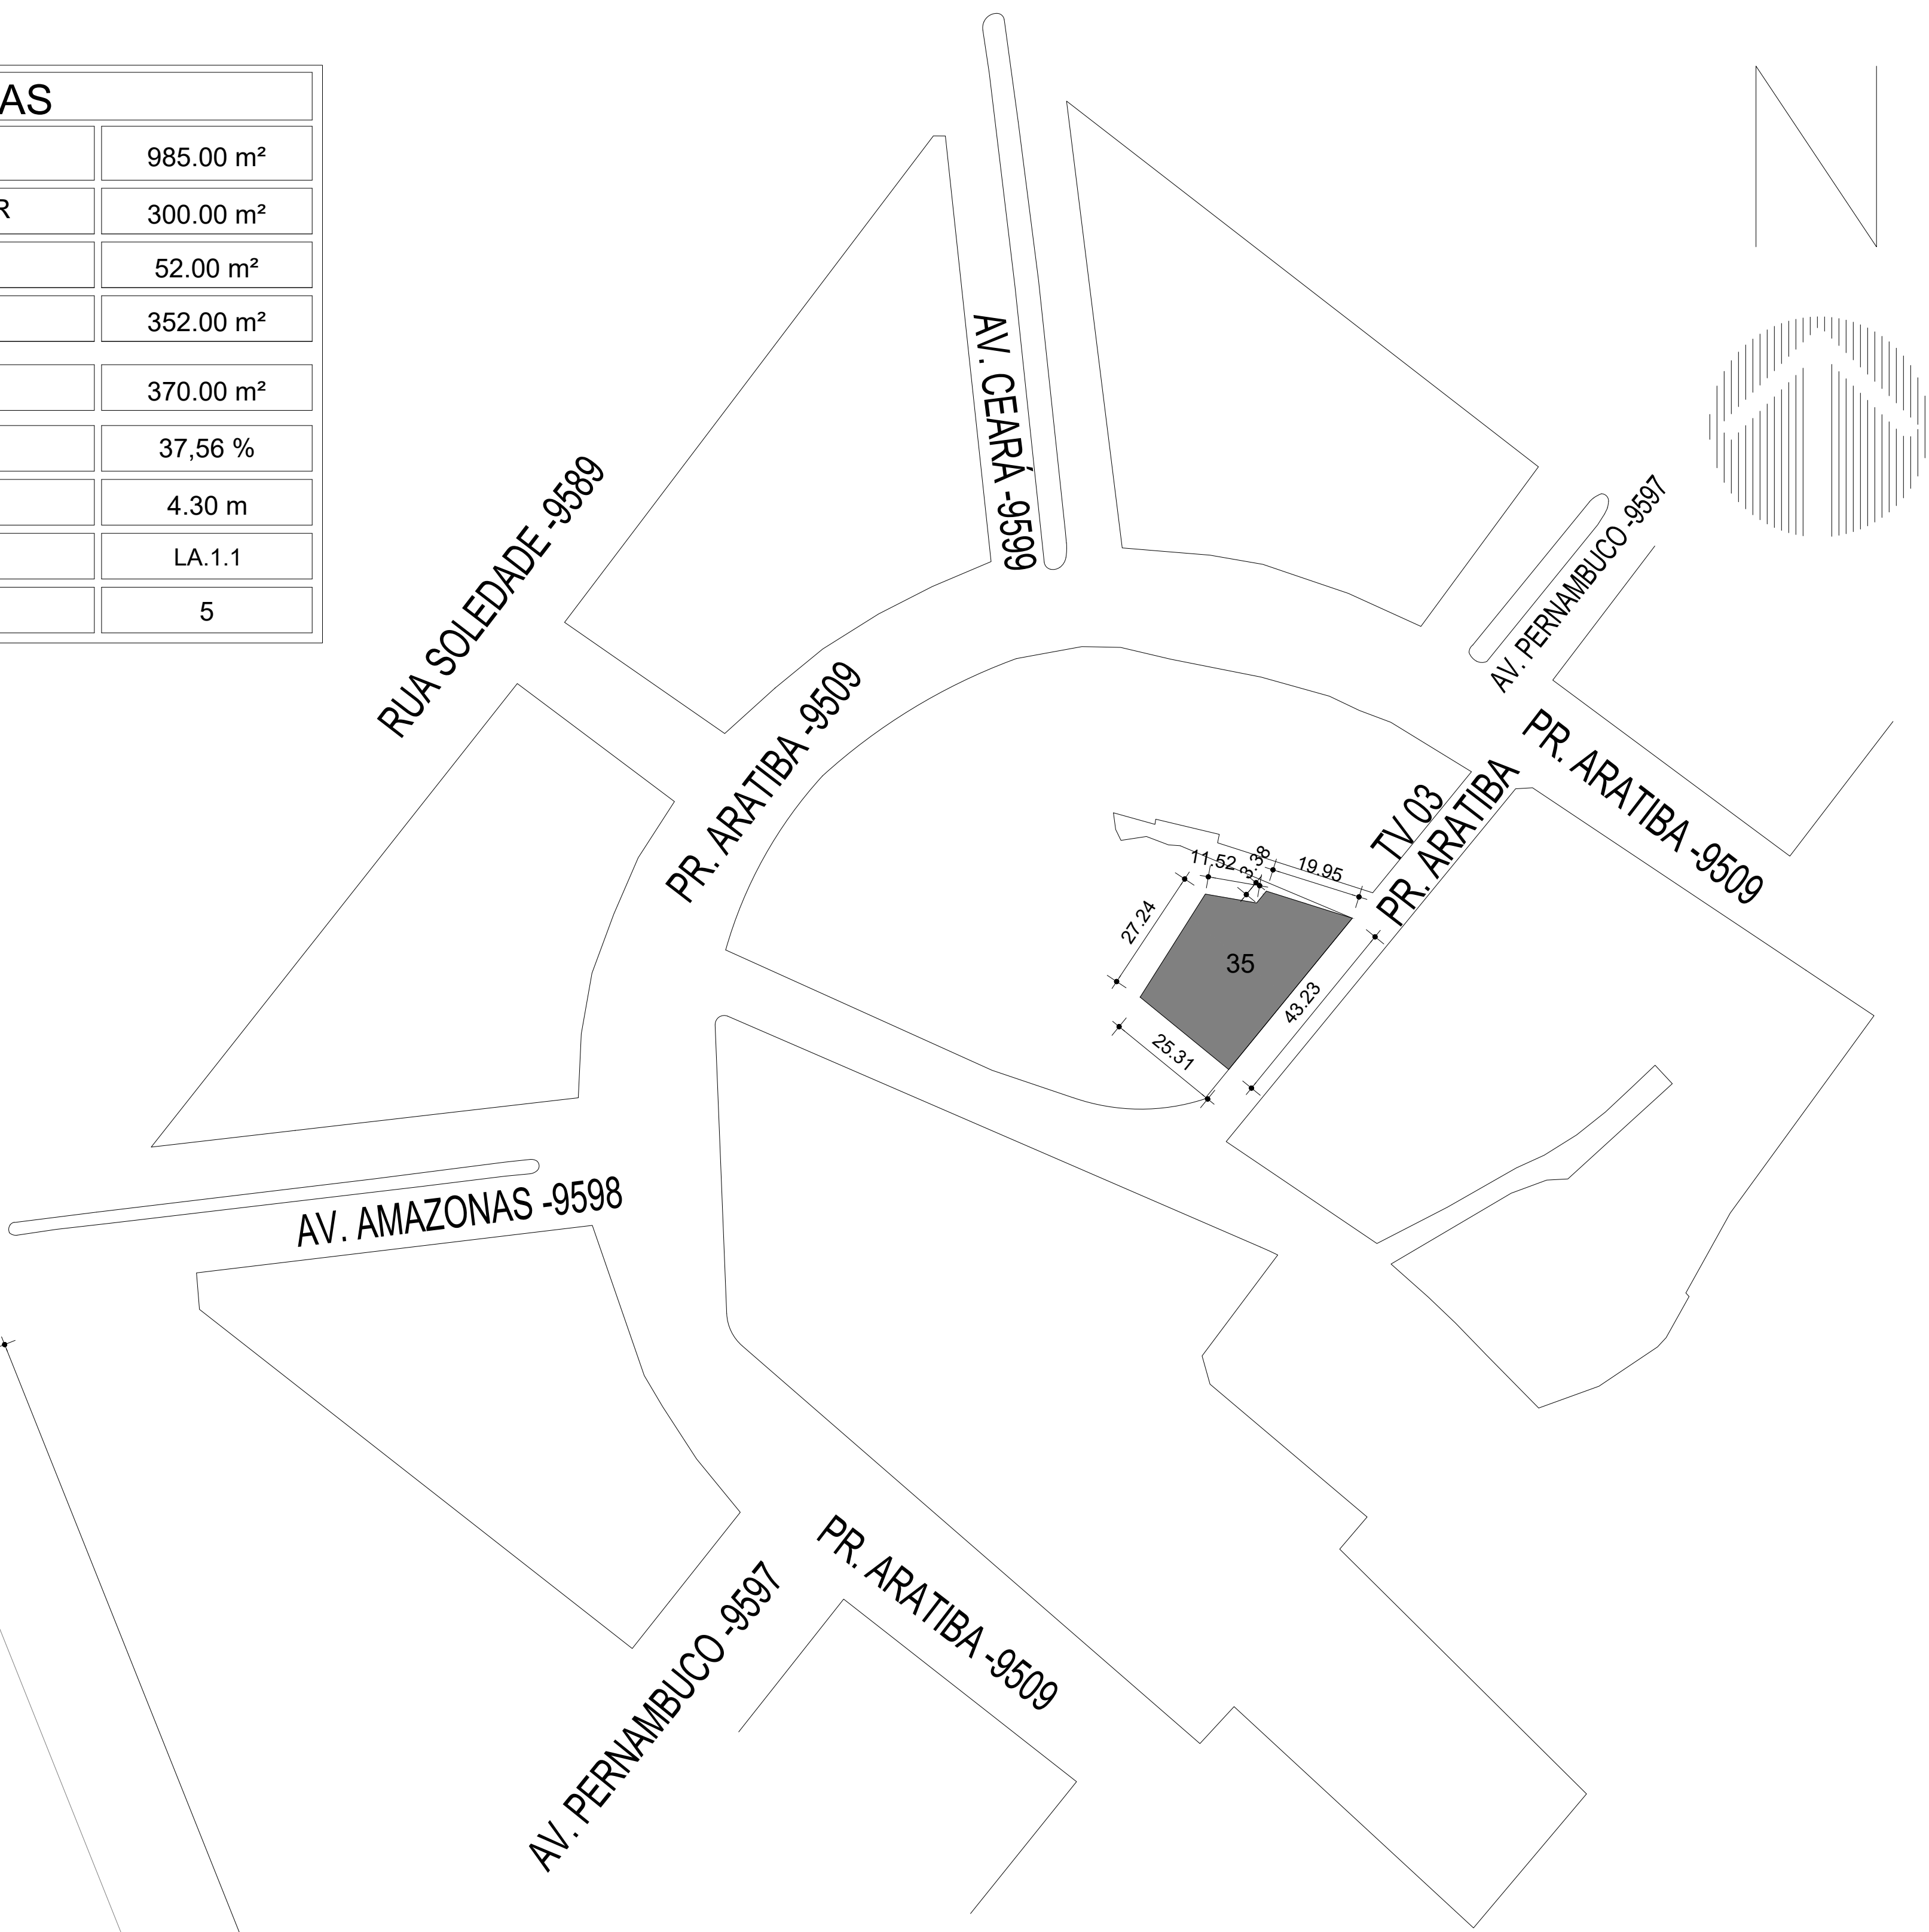 AS
985.00 m²
R
300.00 m²
52.00 m²
352.00 m²
370.00 m²
37,56 %
4.30 m
LA.1.1
5
N
AV. CEARÁ -9599
RUA SOLEDADE -9589
AV. PERNAMBUCO -9597
PR. ARATIBA -9509
PR. ARATIBA -9509
TV 03
PR. ARATIBA
11.52
3.38
19.95
27.24
35
43.23
25.31
AV. AMAZONAS -9598
PR. ARATIBA -9509
AV. PERNAMBUCO -9597